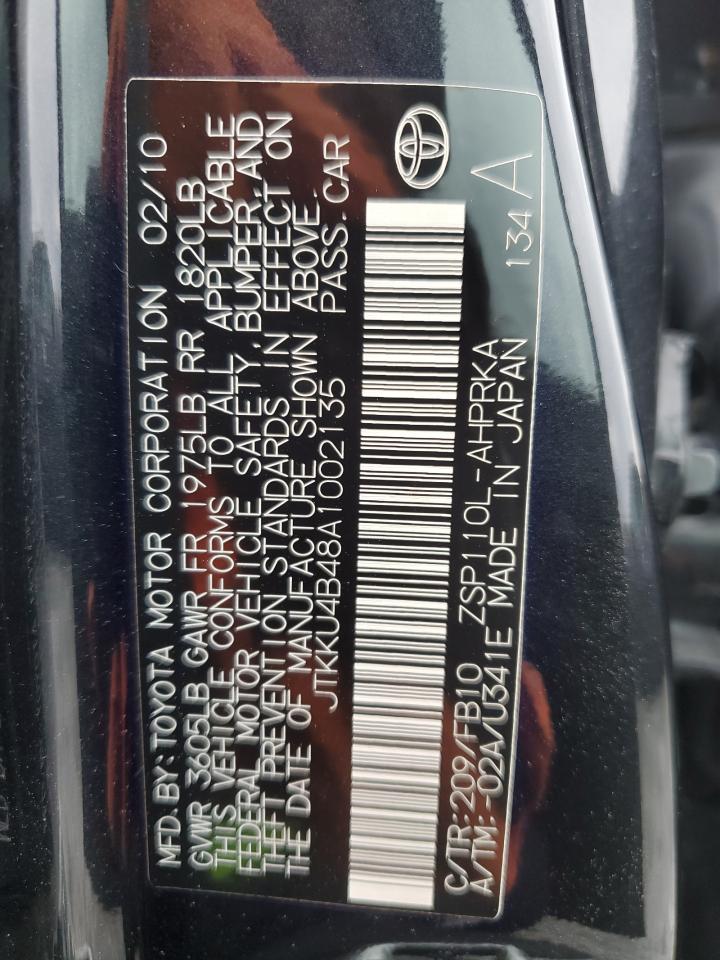 MFD.BY:TOYOTA MOTOR CORPORATION 02/10
GVWR 3605LB GAWR FR 1975LB RR 1820LB
THIS VEHICLE CONFORMS TO ALL APPLICABLE
FEDERAL MOTOR VEHICLE SAFETY, BUMPER, AND
THEFT PREVENTION STANDARDS IN EFFECT ON
THE DATE OF MANUFACTURE SHOWN ABOVE.
JTKKU4B48A1002135 PASS.CAR
C/TR:209/FB10 ZSP110L-AHPRKA
A/TM:-02A/U341E MADE IN JAPAN
134 A